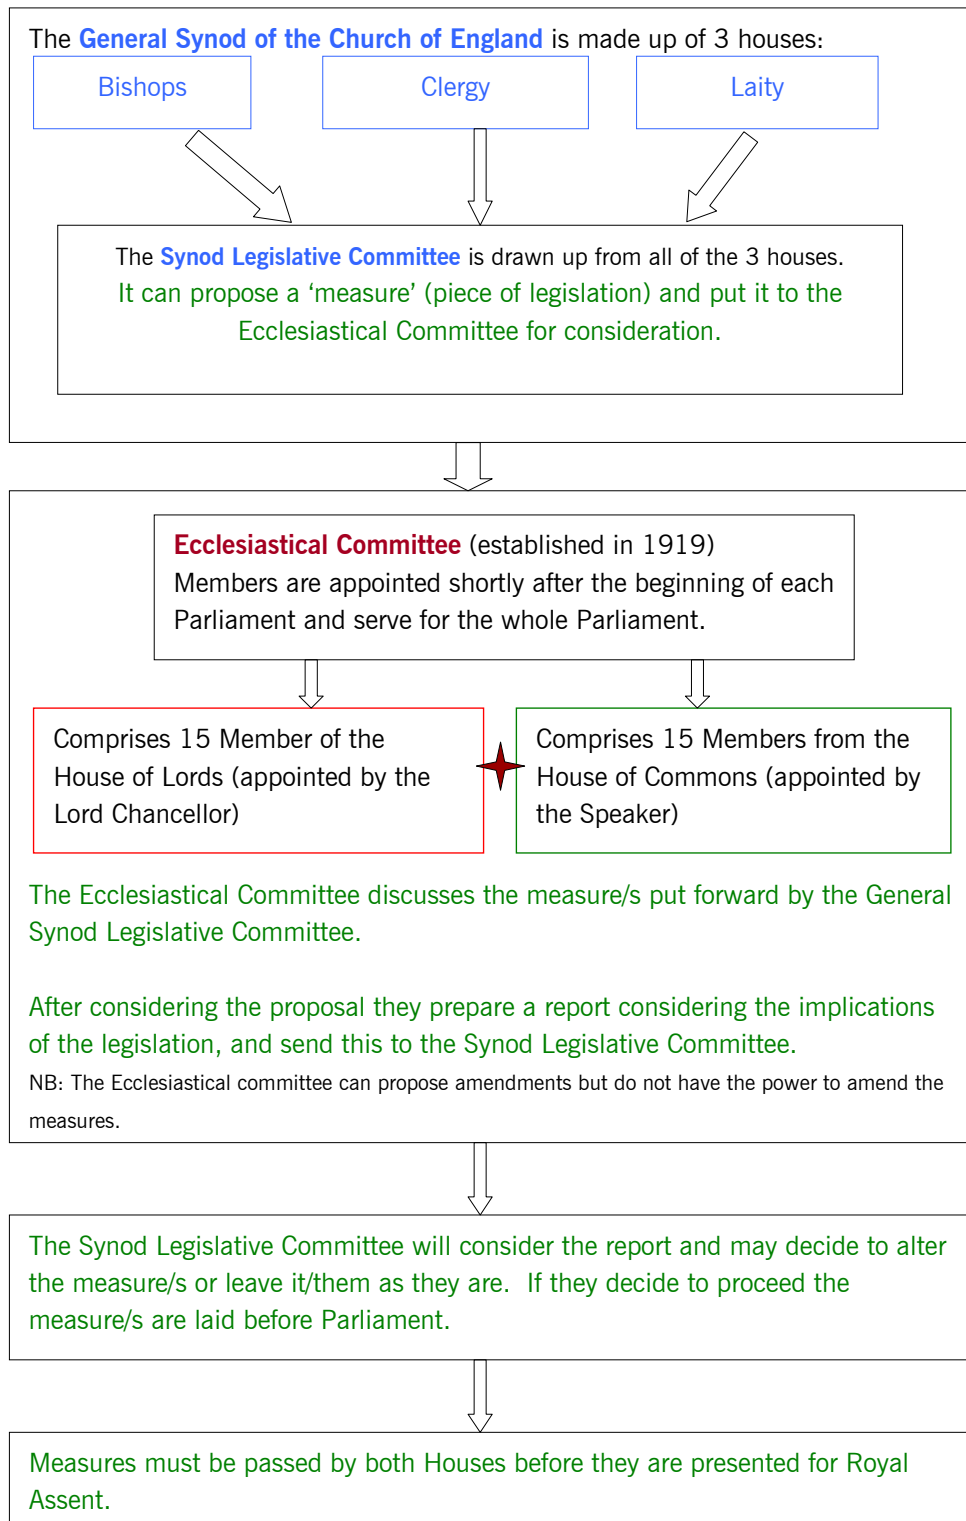 The General Synod of the Church of England is made up of 3 houses:
Bishops
Clergy
Laity
The Synod Legislative Committee is drawn up from all of the 3 houses.
It can propose a ‘measure’ (piece of legislation) and put it to the
Ecclesiastical Committee for consideration.
Ecclesiastical Committee (established in 1919)
Members are appointed shortly after the beginning of each
Parliament and serve for the whole Parliament.
Comprises 15 Member of the
House of Lords (appointed by the
Lord Chancellor)
Comprises 15 Members from the
House of Commons (appointed by
the Speaker)
The Ecclesiastical Committee discusses the measure/s put forward by the General
Synod Legislative Committee.
After considering the proposal they prepare a report considering the implications
of the legislation, and send this to the Synod Legislative Committee.
NB: The Ecclesiastical committee can propose amendments but do not have the power to amend the
measures.
The Synod Legislative Committee will consider the report and may decide to alter
the measure/s or leave it/them as they are.  If they decide to proceed the
measure/s are laid before Parliament.
Measures must be passed by both Houses before they are presented for Royal
Assent.